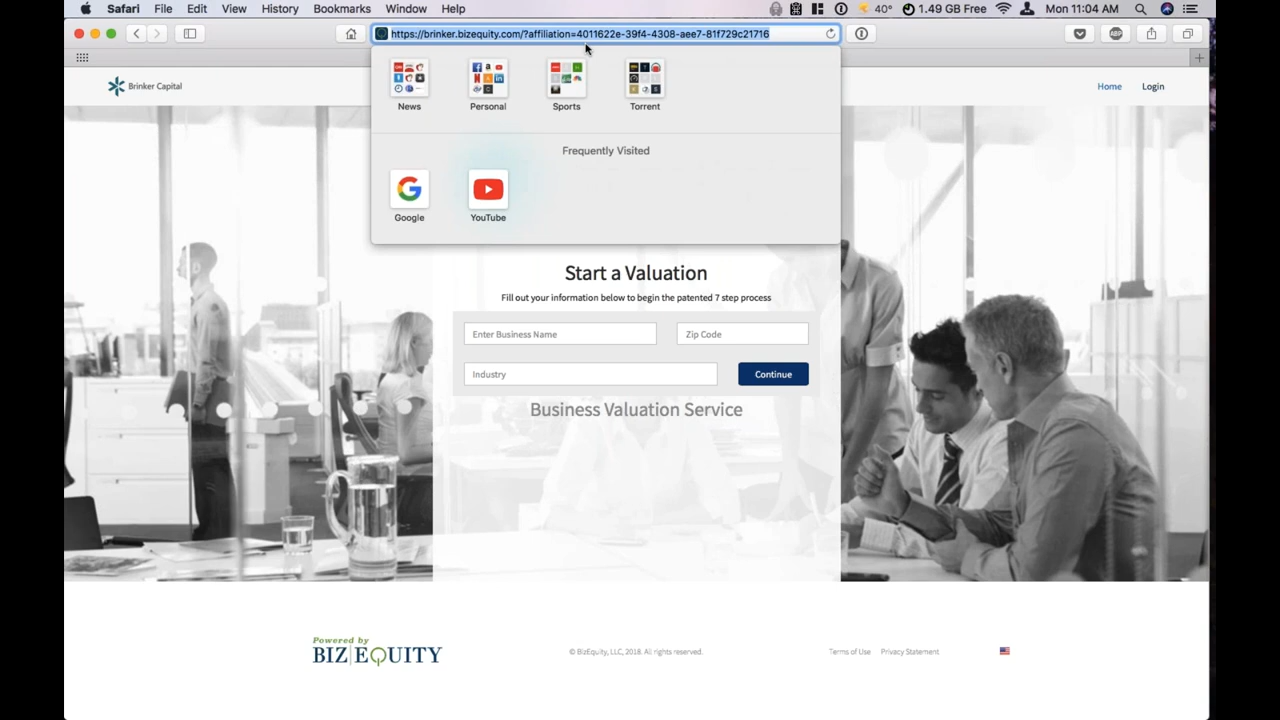 Safari File Edit View History Bookmarks Window Help 40° 1.49 GB Free Mon 11:04 AM
https://brinker.bizequity.com/?affiliation=4011622e-39f4-4308-aee7-81f729c21716
ABP
News Personal Sports Torrent
Brinker Capital
Home Login
Frequently Visited
Google YouTube
Start a Valuation
Fill out your information below to begin the patented 7 step process
Enter Business Name Zip Code
Industry Continue
Business Valuation Service
Powered by
BIZEQUITY
© BizEquity, LLC, 2018. All rights reserved.
Terms of Use Privacy Statement